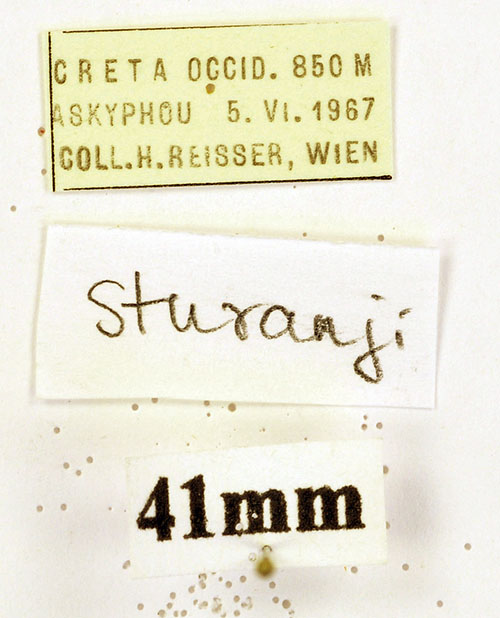 CRETA OCCID. 850 M
ASKYPHOU 5. VI. 1967
COLL.H.REISSER, WIEN
Sturanji
41mm